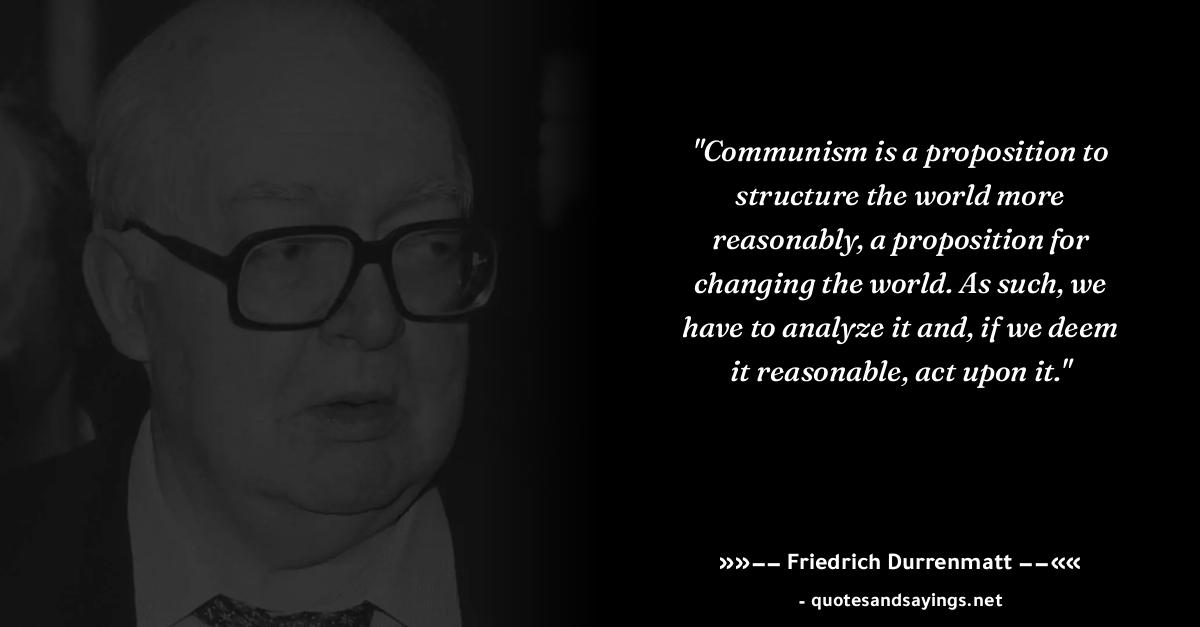 "Communism is a proposition to
structure the world more
reasonably, a proposition for
changing the world. As such, we
have to analyze it and, if we deem
it reasonable, act upon it."
»»−− Friedrich Durrenmatt −−««
- quotesandsayings.net